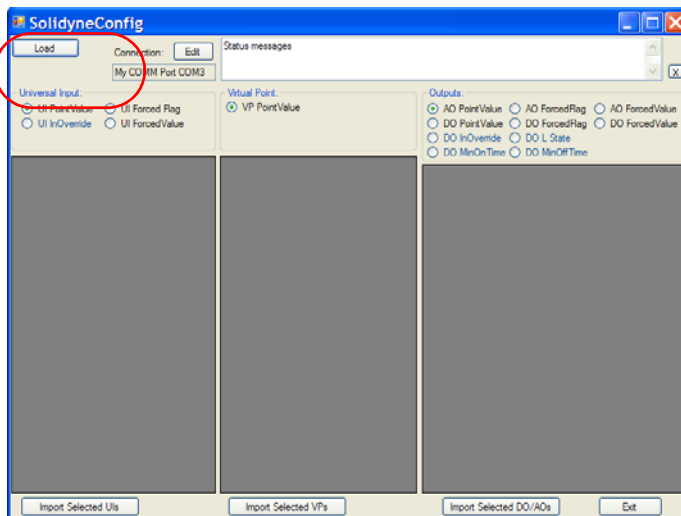 SolidyneConfig
Load
Connection:
Edit
My COMM Port COM3
Status messages
X
Universal Input:
UI PointValue
UI Forced Flag
UI InOverride
UI ForcedValue
Virtual Point:
VP PointValue
Outputs:
AO PointValue
AO ForcedFlag
AO ForcedValue
DO PointValue
DO ForcedFlag
DO ForcedValue
DO InOverride
DO L State
DO MinOnTime
DO MinOffTime
Import Selected UIs
Import Selected VPs
Import Selected DO/AOs
Exit